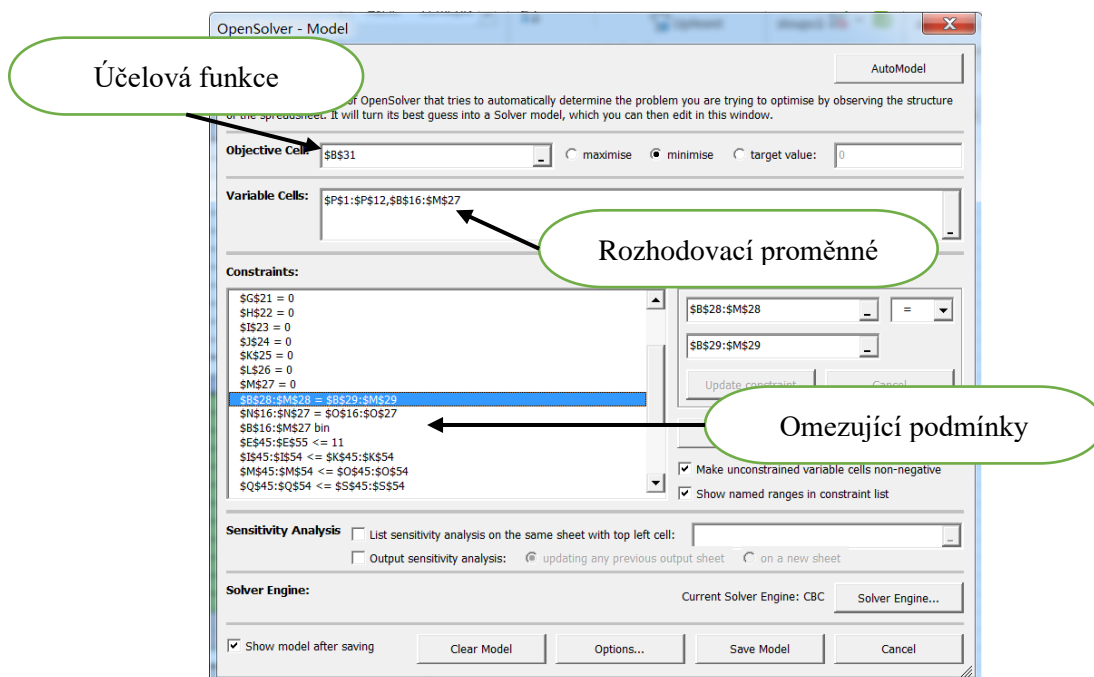 OpenSolver - Model
Účelová funkce
AutoModel
or OpenSolver that tries to automatically determine the problem you are trying to optimise by observing the structure
of the spreadsheet. It will turn its best guess into a Solver model, which you can then edit in this window.
Objective Cell: $B$31 _ maximise minimise target value: 0
Variable Cells: $P$1:$P$12,$B$16:$M$27 _
Rozhodovací proměnné
Constraints:
$G$21 = 0
$H$22 = 0
$I$23 = 0
$J$24 = 0
$K$25 = 0
$L$26 = 0
$M$27 = 0
$B$28:$M$28 = $B$29:$M$29
$N$16:$N$27 = $O$16:$O$27
$B$16:$M$27 bin
$E$45:$E$55 <= 11
$I$45:$I$54 <= $K$45:$K$54
$M$45:$M$54 <= $O$45:$O$54
$Q$45:$Q$54 <= $S$45:$S$54
$B$28:$M$28 _ =
$B$29:$M$29 _
Update constraint Cancel
Omezující podmínky
Make unconstrained variable cells non-negative
Show named ranges in constraint list
Sensitivity Analysis List sensitivity analysis on the same sheet with top left cell: _
Output sensitivity analysis: updating any previous output sheet on a new sheet
Solver Engine: Current Solver Engine: CBC Solver Engine...
Show model after saving Clear Model Options... Save Model Cancel